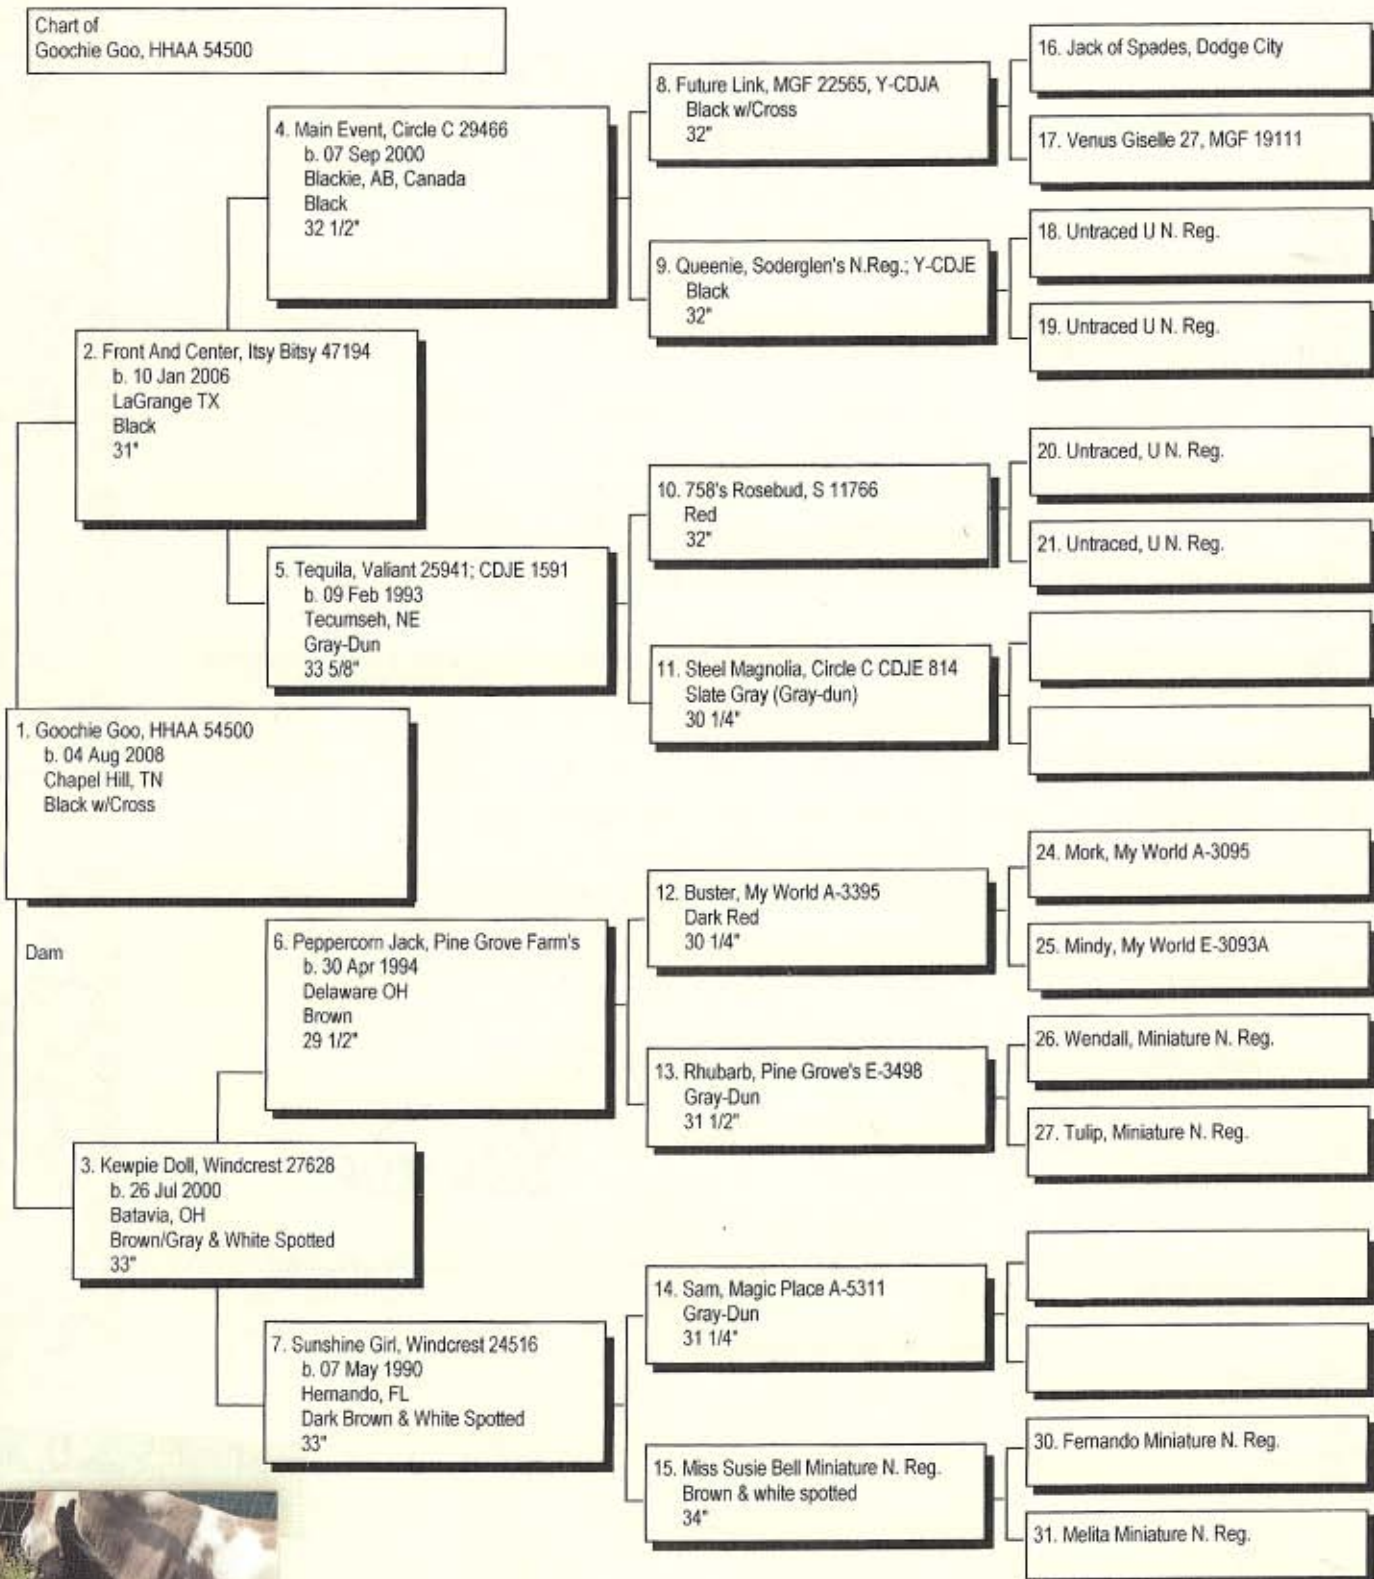 Chart of
Goochie Goo, HHAA 54500
1. Goochie Goo, HHAA 54500
b. 04 Aug 2008
Chapel Hill, TN
Black w/Cross
Dam
2. Front And Center, Itsy Bitsy 47194
b. 10 Jan 2006
LaGrange TX
Black
31"
3. Kewpie Doll, Windcrest 27628
b. 26 Jul 2000
Batavia, OH
Brown/Gray & White Spotted
33"
4. Main Event, Circle C 29466
b. 07 Sep 2000
Blackie, AB, Canada
Black
32 1/2"
5. Tequila, Valiant 25941; CDJE 1591
b. 09 Feb 1993
Tecumseh, NE
Gray-Dun
33 5/8"
6. Peppercorn Jack, Pine Grove Farm's
b. 30 Apr 1994
Delaware OH
Brown
29 1/2"
7. Sunshine Girl, Windcrest 24516
b. 07 May 1990
Hernando, FL
Dark Brown & White Spotted
33"
8. Future Link, MGF 22565, Y-CDJA
Black w/Cross
32"
9. Queenie, Soderglen's N.Reg.; Y-CDJE
Black
32"
10. 758's Rosebud, S 11766
Red
32"
11. Steel Magnolia, Circle C CDJE 814
Slate Gray (Gray-dun)
30 1/4"
12. Buster, My World A-3395
Dark Red
30 1/4"
13. Rhubarb, Pine Grove's E-3498
Gray-Dun
31 1/2"
14. Sam, Magic Place A-5311
Gray-Dun
31 1/4"
15. Miss Susie Bell Miniature N. Reg.
Brown & white spotted
34"
16. Jack of Spades, Dodge City
17. Venus Giselle 27, MGF 19111
18. Untraced U N. Reg.
19. Untraced U N. Reg.
20. Untraced, U N. Reg.
21. Untraced, U N. Reg.
24. Mork, My World A-3095
25. Mindy, My World E-3093A
26. Wendall, Miniature N. Reg.
27. Tulip, Miniature N. Reg.
30. Fernando Miniature N. Reg.
31. Melita Miniature N. Reg.